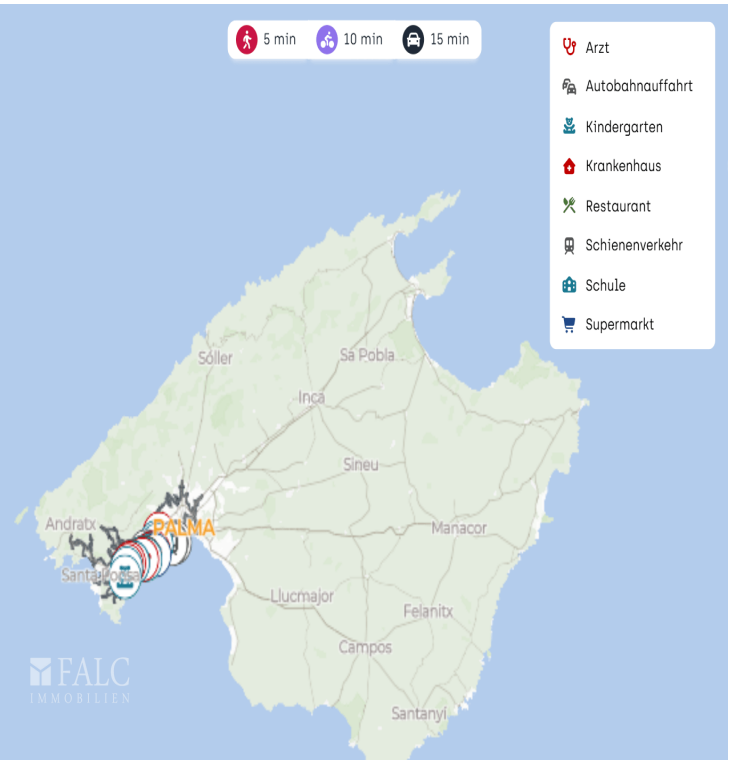 5 min
10 min
15 min
Arzt
Autobahnauffahrt
Kindergarten
Krankenhaus
Restaurant
Schienenverkehr
Schule
Supermarkt
Sóller
Sa Pobla
Inca
Sineu
Andratx
PALMA
Manacor
Santa Ponsa
Llucmajor
Felanitx
Campos
FALC
IMMOBILIEN
Santanyí